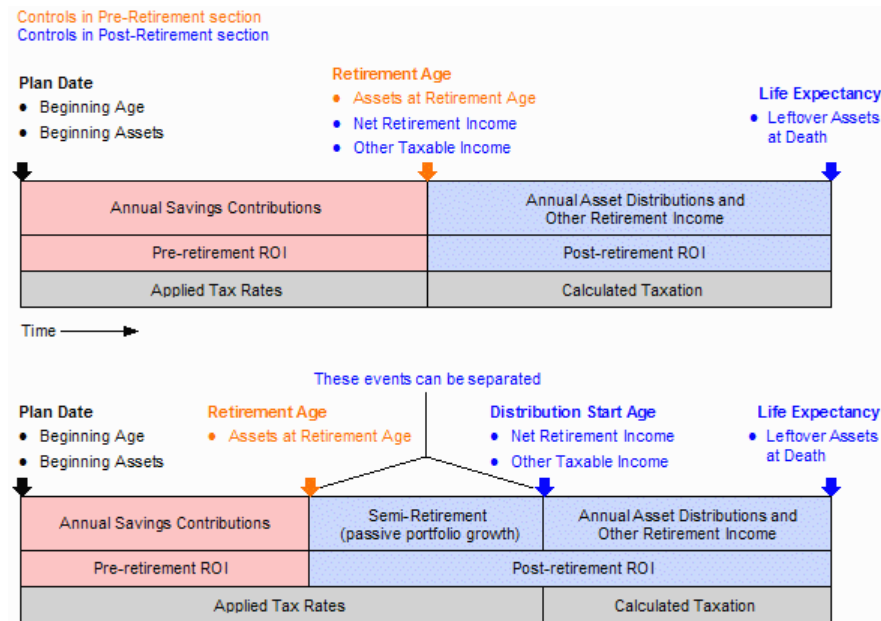 Controls in Pre-Retirement section
Controls in Post-Retirement section
Plan Date
● Beginning Age
● Beginning Assets
Retirement Age
● Assets at Retirement Age
● Net Retirement Income
● Other Taxable Income
Life Expectancy
● Leftover Assets
at Death
Annual Savings Contributions
Annual Asset Distributions and
Other Retirement Income
Pre-retirement ROI
Post-retirement ROI
Applied Tax Rates
Calculated Taxation
Time
These events can be separated
Plan Date
● Beginning Age
● Beginning Assets
Retirement Age
● Assets at Retirement Age
Distribution Start Age
● Net Retirement Income
● Other Taxable Income
Life Expectancy
● Leftover Assets
at Death
Annual Savings Contributions
Semi-Retirement
(passive portfolio growth)
Annual Asset Distributions and
Other Retirement Income
Pre-retirement ROI
Post-retirement ROI
Applied Tax Rates
Calculated Taxation